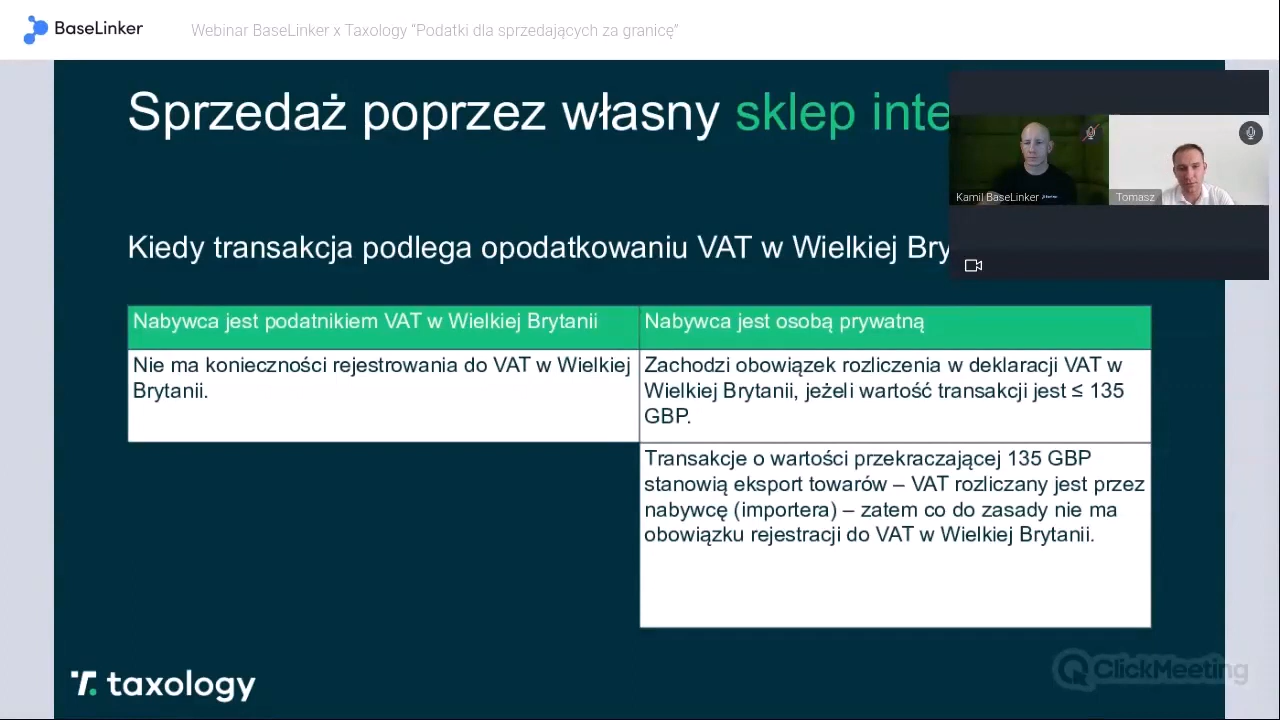 BaseLinker
Webinar BaseLinker x Taxology “Podatki dla sprzedających za granicę”
Sprzedaż poprzez własny sklep inte
Kiedy transakcja podlega opodatkowaniu VAT w Wielkiej Bry
Kamil BaseLinker
Tomasz
Nabywca jest podatnikiem VAT w Wielkiej Brytanii
Nie ma konieczności rejestrowania do VAT w Wielkiej
Brytanii.
Nabywca jest osobą prywatną
Zachodzi obowiązek rozliczenia w deklaracji VAT w
Wielkiej Brytanii, jeżeli wartość transakcji jest ≤ 135
GBP.
Transakcje o wartości przekraczającej 135 GBP
stanowią eksport towarów – VAT rozliczany jest przez
nabywcę (importera) – zatem co do zasady nie ma
obowiązku rejestracji do VAT w Wielkiej Brytanii.
taxology
ClickMeeting